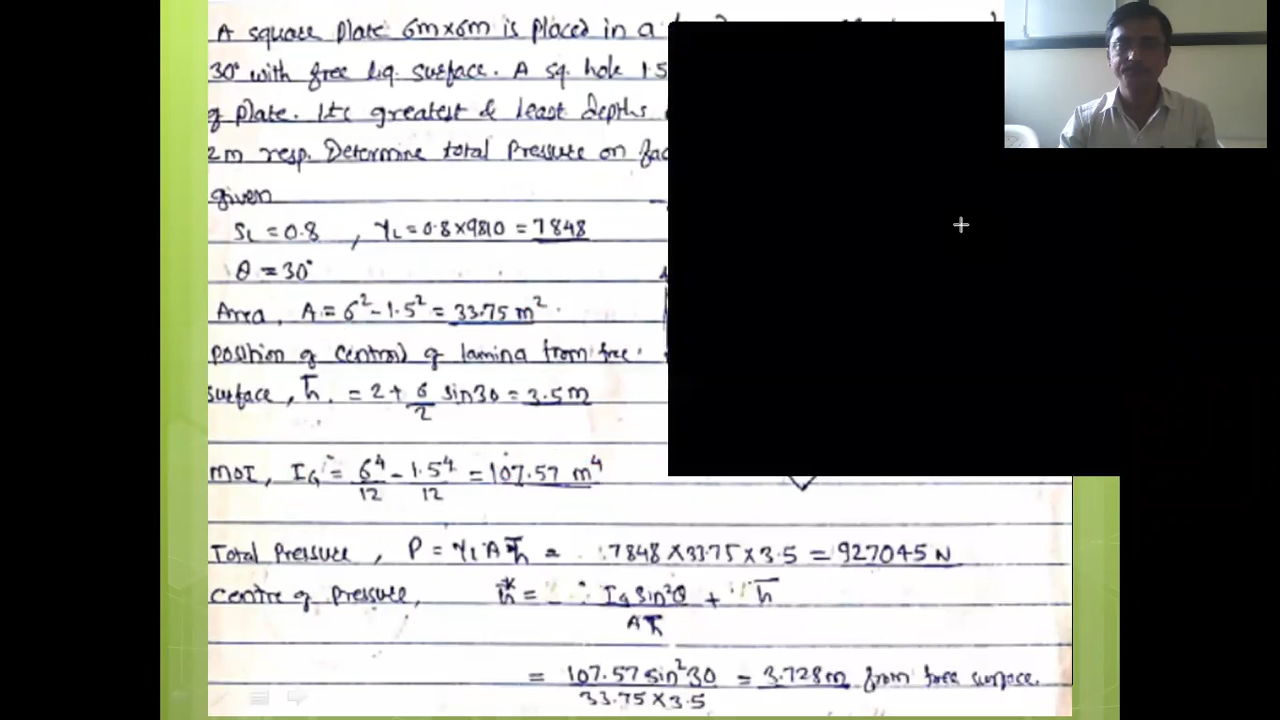 A square plate 6m×6m is placed in a
30° with free liq. surface. A sq. hole 1.5
of plate. Its greatest & least depths
2m resp. Determine total pressure on fac
given
SL = 0.8 , γL = 0.8×9810 = 7848
θ = 30°
Area, A = 6² - 1.5² = 33.75 m².
position of centroid of lamina from free
surface, h̄. = 2 + 6/2 sin30 = 3.5m
MOI, IG = 6⁴/12 - 1.5⁴/12 = 107.57 m⁴
Total pressure, P = γL A h̄ = 7848×33.75×3.5 = 927045 N
centre of pressure, h̄* = IG sin²θ / A h̄ + h̄
= 107.57 sin²30 / 33.75×3.5 = 3.728m from free surface.